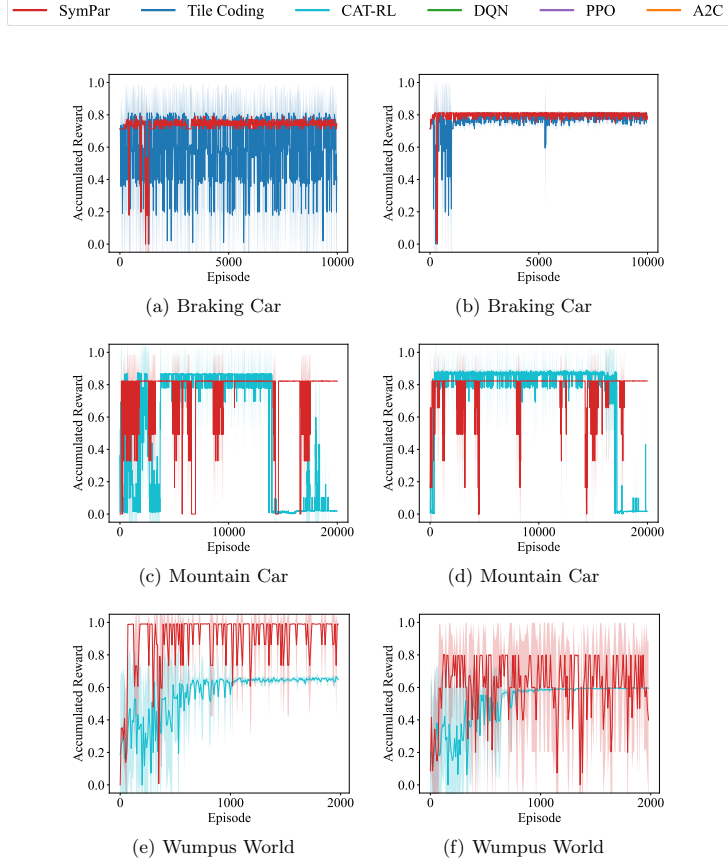 SymPar Tile Coding CAT-RL DQN PPO A2C
1.0
0.8
0.6
0.4
0.2
0.0
Accumulated Reward
0 5000 10000
Episode
(a) Braking Car
1.0
0.8
0.6
0.4
0.2
0.0
Accumulated Reward
0 5000 10000
Episode
(b) Braking Car
1.0
0.8
0.6
0.4
0.2
0.0
Accumulated Reward
0 10000 20000
Episode
(c) Mountain Car
1.0
0.8
0.6
0.4
0.2
0.0
Accumulated Reward
0 10000 20000
Episode
(d) Mountain Car
1.0
0.8
0.6
0.4
0.2
0.0
Accumulated Reward
0 1000 2000
Episode
(e) Wumpus World
1.0
0.8
0.6
0.4
0.2
0.0
Accumulated Reward
0 1000 2000
Episode
(f) Wumpus World